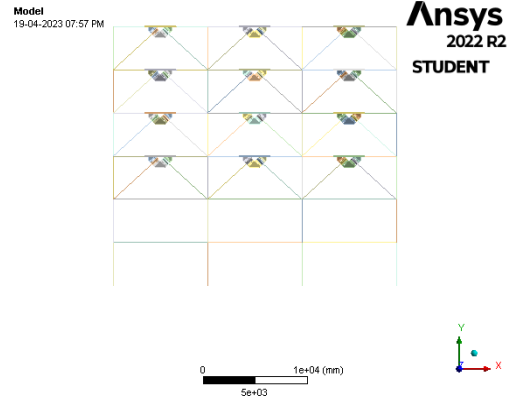 Model
19-04-2023 07:57 PM
Ansys
2022 R2
STUDENT
Y
X
Z
0
1e+04 (mm)
5e+03